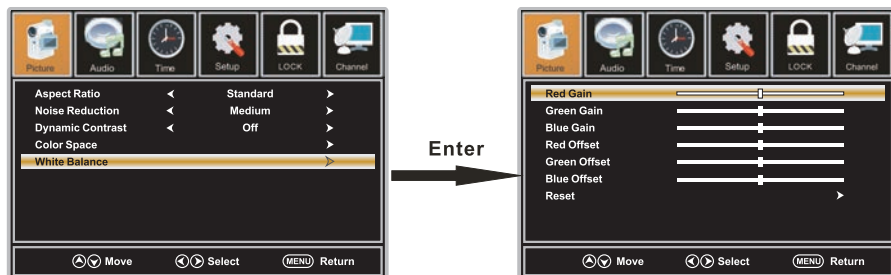 Picture Audio Time Setup LOCK Channel
Aspect Ratio Standard
Noise Reduction Medium
Dynamic Contrast Off
Color Space
White Balance
Move Select MENU Return
Enter
Picture Audio Time Setup LOCK Channel
Red Gain
Green Gain
Blue Gain
Red Offset
Green Offset
Blue Offset
Reset
Move Select MENU Return